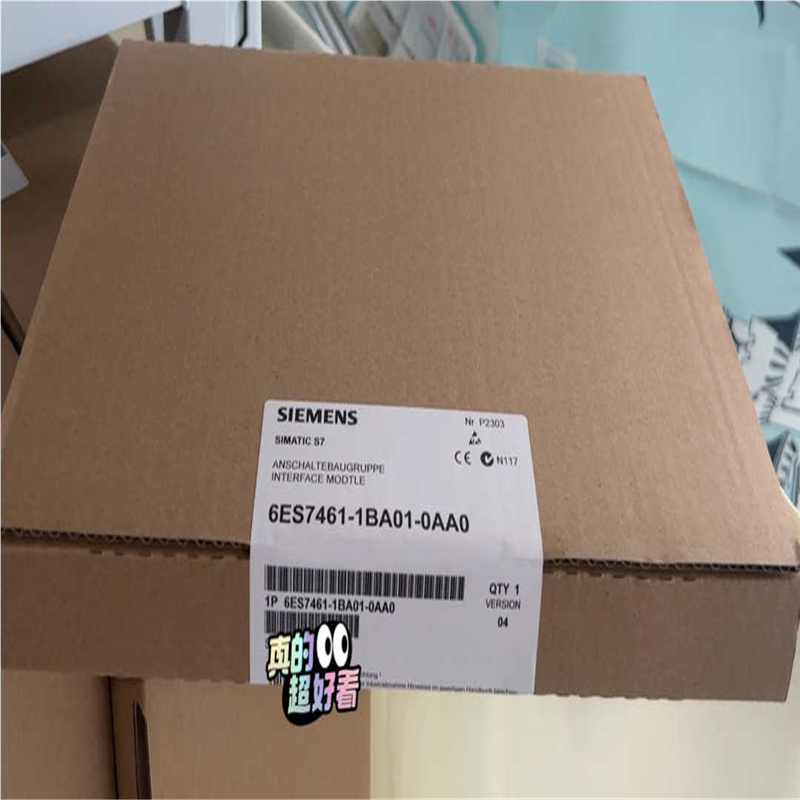 SIEMENS
Nr P2303
SIMATIC S7
CE N117
ANSCHALTEBAUGRUPPE
INTERFACE MODTLE
6ES7461-1BA01-0AA0
QTY 1
1P 6ES7461-1BA01-0AA0
VERSION
04
真的
超好看